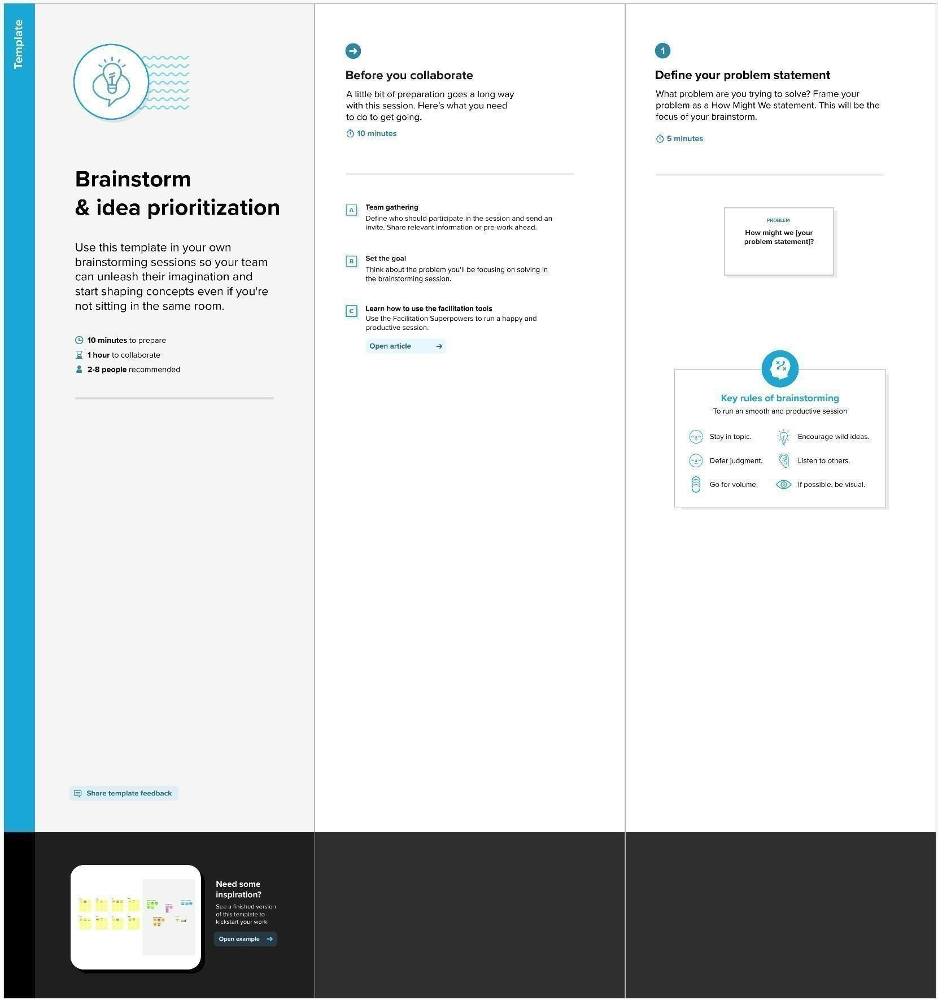 Template
Brainstorm
& idea prioritization
Use this template in your own
brainstorming sessions so your team
can unleash their imagination and
start shaping concepts even if you're
not sitting in the same room.
10 minutes to prepare
1 hour to collaborate
2-8 people recommended
Share template feedback
Need some
inspiration?
See a finished version
of this template to
kickstart your work.
Open example
Before you collaborate
A little bit of preparation goes a long way
with this session. Here's what you need
to do to get going.
10 minutes
A
Team gathering
Define who should participate in the session and send an
invite. Share relevant information or pre-work ahead.
B
Set the goal
Think about the problem you'll be focusing on solving in
the brainstorming session.
C
Learn how to use the facilitation tools
Use the Facilitation Superpowers to run a happy and
productive session.
Open article
1
Define your problem statement
What problem are you trying to solve? Frame your
problem as a How Might We statement. This will be the
focus of your brainstorm.
5 minutes
PROBLEM
How might we [your
problem statement]?
Key rules of brainstorming
To run an smooth and productive session
Stay in topic.
Encourage wild ideas.
Defer judgment.
Listen to others.
Go for volume.
If possible, be visual.